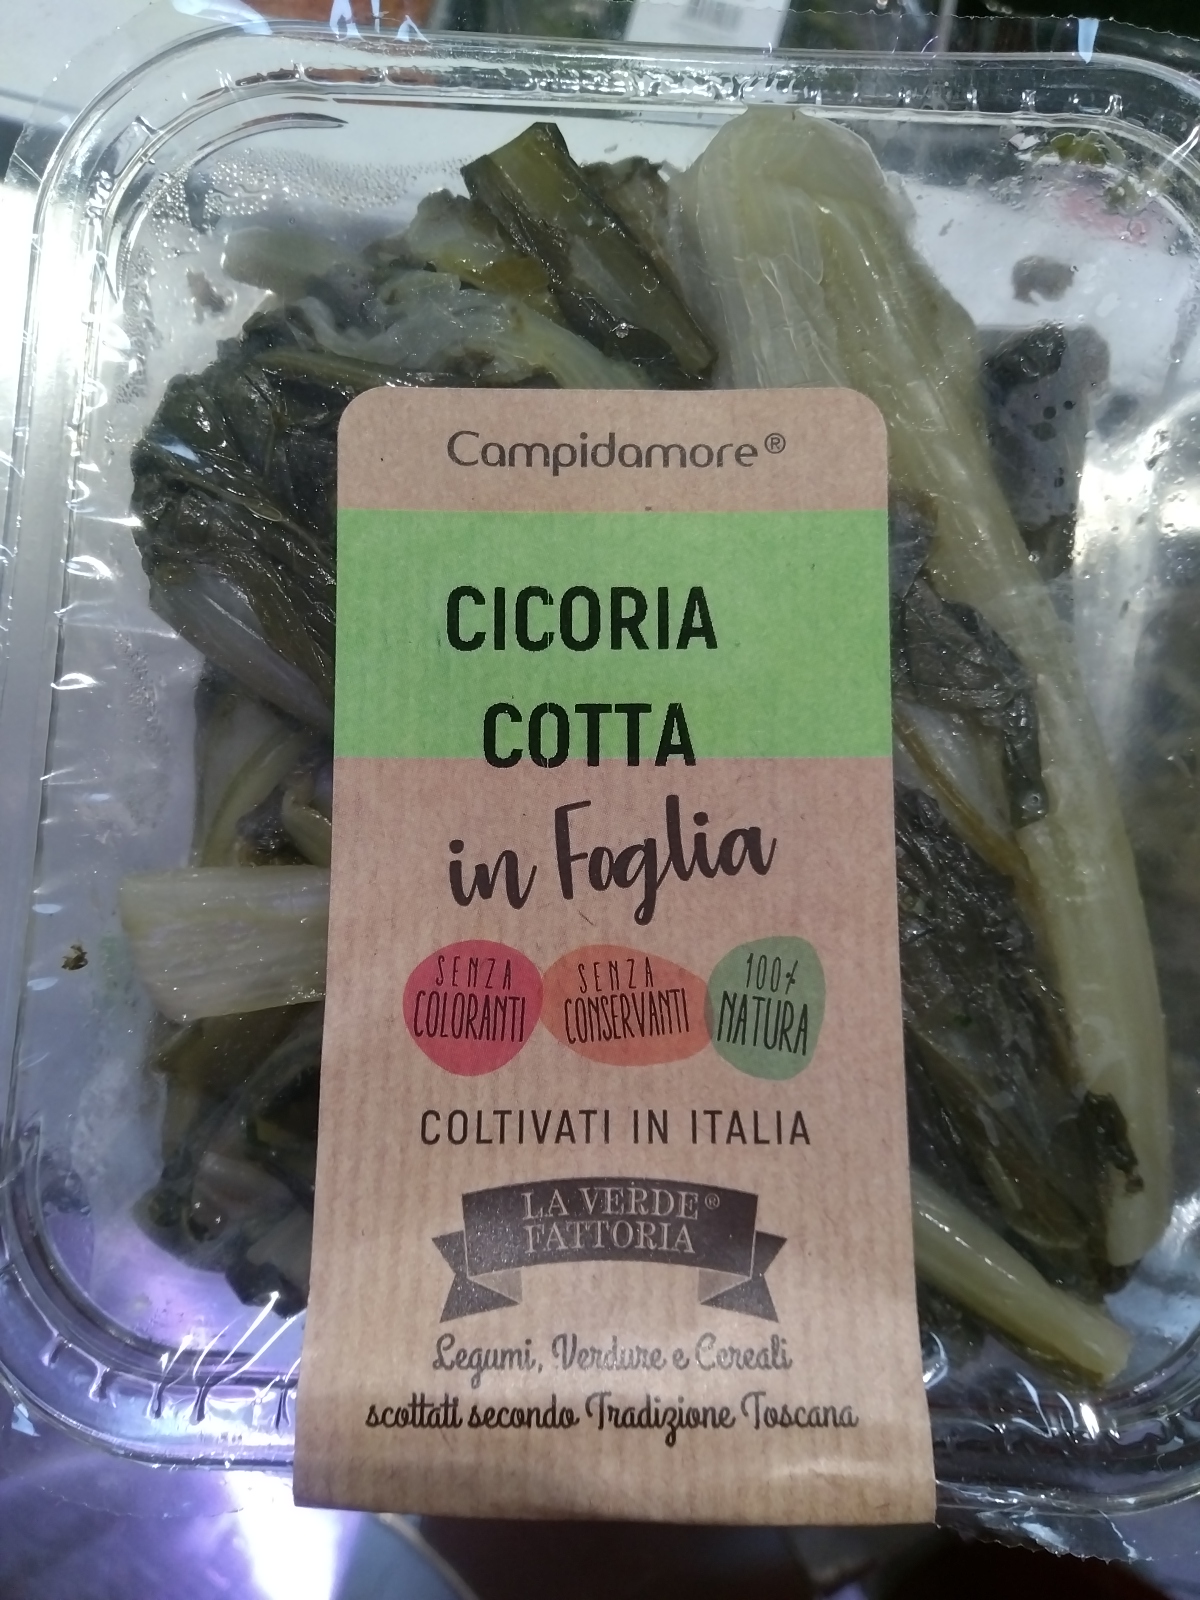 Campidamore®
CICORIA
COTTA
in Foglia
SENZA
COLORANTI
SENZA
CONSERVANTI
100%
NATURA
COLTIVATI IN ITALIA
LA VERDE®
FATTORIA
Legumi, Verdure e Cereali
scottati secondo Tradizione Toscana